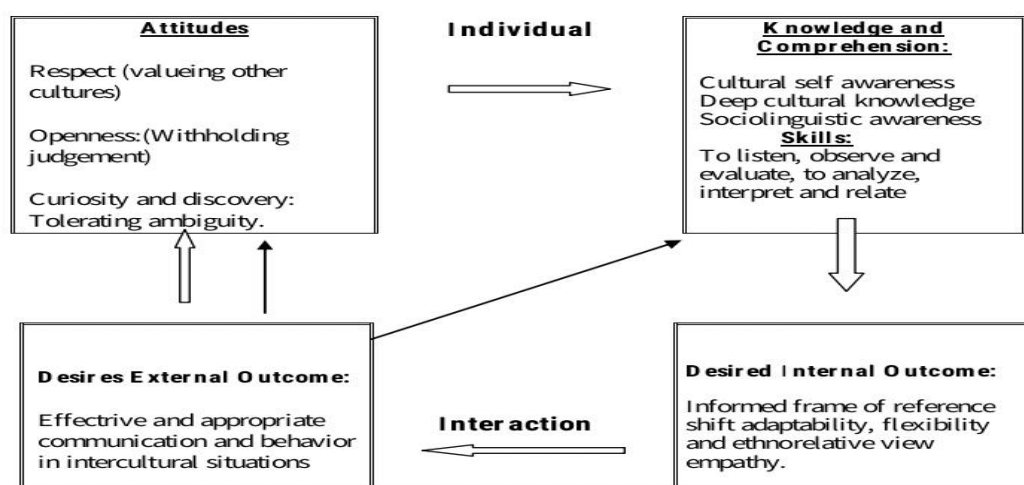 Attitudes
Respect (valueing other
cultures)
Openness:(Withholding
judgement)
Curiosity and discovery:
Tolerating ambiguity.
Individual
Knowledge and
Comprehension:
Cultural self awareness
Deep cultural knowledge
Sociolinguistic awareness
Skills:
To listen, observe and
evaluate, to analyze,
interpret and relate
Desires External Outcome:
Effectrive and appropriate
communication and behavior
in intercultural situations
Interaction
Desired Internal Outcome:
Informed frame of reference
shift adaptability, flexibility
and ethnorelative view
empathy.